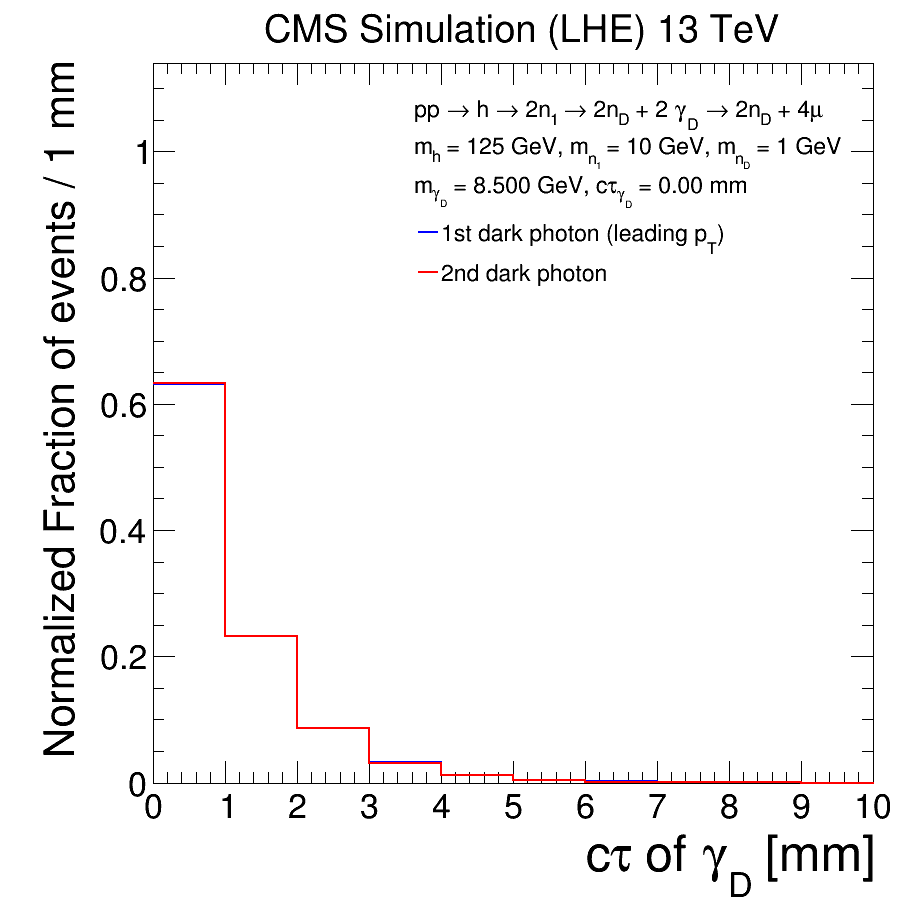 CMS Simulation (LHE) 13 TeV
pp → h → 2n1 → 2nD + 2 γD → 2nD + 4μ
mh = 125 GeV, mn1 = 10 GeV, mnD = 1 GeV
mγD = 8.500 GeV, cτγD = 0.00 mm
1st dark photon (leading pT)
2nd dark photon
Normalized Fraction of events / 1 mm
1
0.8
0.6
0.4
0.2
0
0 1 2 3 4 5 6 7 8 9 10
cτ of γD [mm]